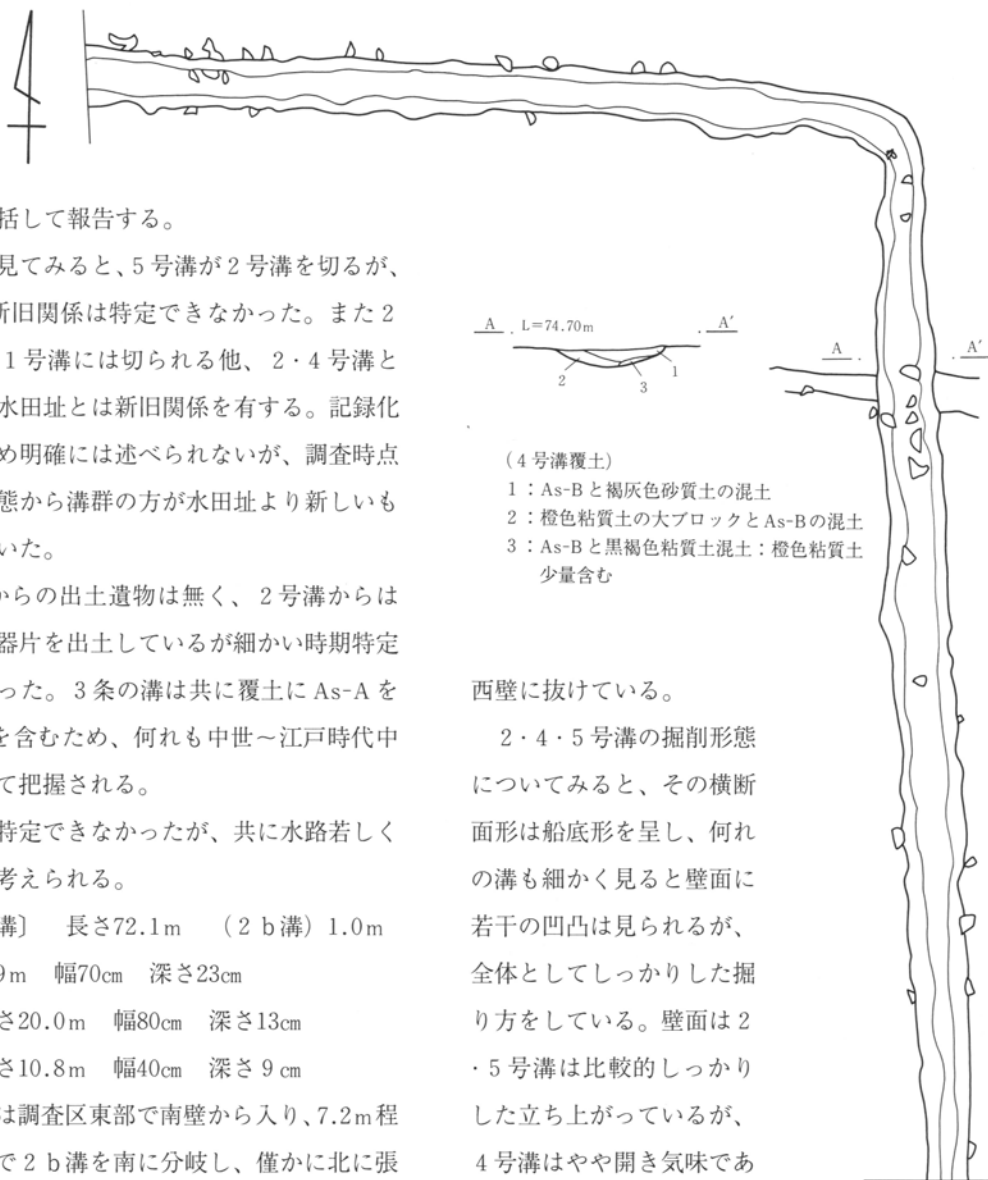 括して報告する。
見てみると、5号溝が2号溝を切るが、
新旧関係は特定できなかった。また2
1号溝には切られる他、2・4号溝と
水田址とは新旧関係を有する。記録化
め明確には述べられないが、調査時点
態から溝群の方が水田址より新しいも
いた。
からの出土遺物は無く、2号溝からは
器片を出土しているが細かい時期特定
った。3条の溝は共に覆土にAs-Aを
を含むため、何れも中世～江戸時代中
て把握される。
特定できなかったが、共に水路若しく
考えられる。
溝〕 長さ72.1m （2b溝）1.0m
9m 幅70cm 深さ23cm
さ20.0m 幅80cm 深さ13cm
さ10.8m 幅40cm 深さ9cm
は調査区東部で南壁から入り、7.2m程
で2b溝を南に分岐し、僅かに北に張
A . L=74.70m . A′
2 3 1
A . . A′
（4号溝覆土）
1：As-Bと褐灰色砂質土の混土
2：橙色粘質土の大ブロックとAs-Bの混土
3：As-Bと黒褐色粘質土混土：橙色粘質土
少量含む
西壁に抜けている。
2・4・5号溝の掘削形態
についてみると、その横断
面形は船底形を呈し、何れ
の溝も細かく見ると壁面に
若干の凹凸は見られるが、
全体としてしっかりした掘
り方をしている。壁面は2
・5号溝は比較的しっかり
した立ち上がっているが、
4号溝はやや開き気味であ